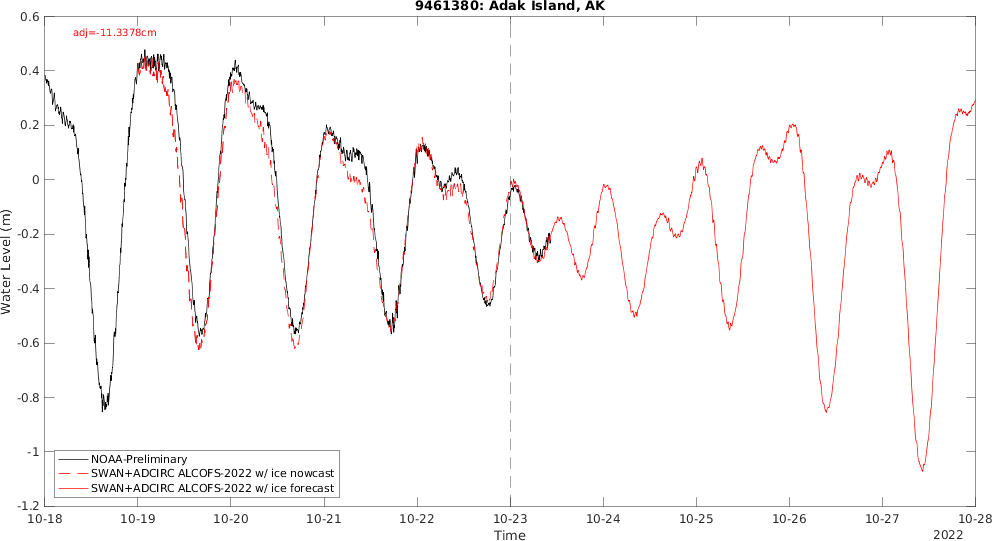 9461380: Adak Island, AK
adj=-11.3378cm
0.6
0.4
0.2
0
-0.2
-0.4
-0.6
-0.8
-1
-1.2
Water Level (m)
NOAA-Preliminary
SWAN+ADCIRC ALCOFS-2022 w/ ice nowcast
SWAN+ADCIRC ALCOFS-2022 w/ ice forecast
10-18 10-19 10-20 10-21 10-22 10-23 10-24 10-25 10-26 10-27 10-28
Time
2022